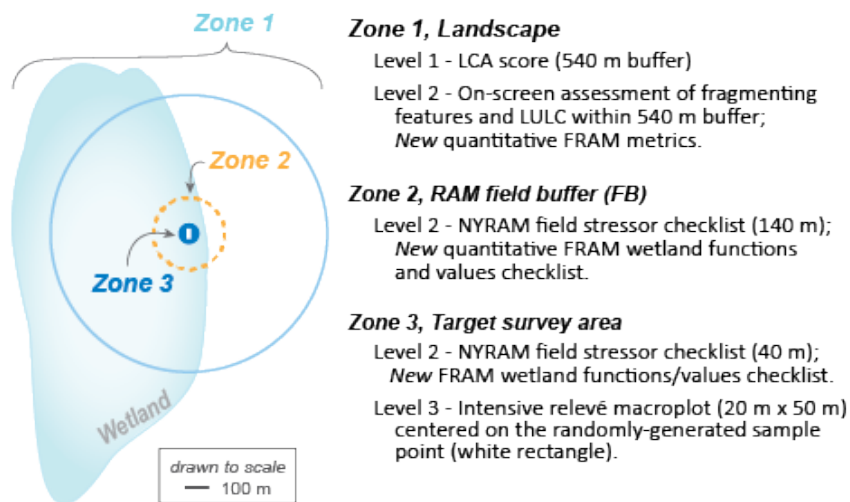 Zone 1
Zone 2
Zone 3
Wetland
drawn to scale
100 m
Zone 1, Landscape
Level 1 - LCA score (540 m buffer)
Level 2 - On-screen assessment of fragmenting
features and LULC within 540 m buffer;
New quantitative FRAM metrics.
Zone 2, RAM field buffer (FB)
Level 2 - NYRAM field stressor checklist (140 m);
New quantitative FRAM wetland functions
and values checklist.
Zone 3, Target survey area
Level 2 - NYRAM field stressor checklist (40 m);
New FRAM wetland functions/values checklist.
Level 3 - Intensive relevé macroplot (20 m x 50 m)
centered on the randomly-generated sample
point (white rectangle).